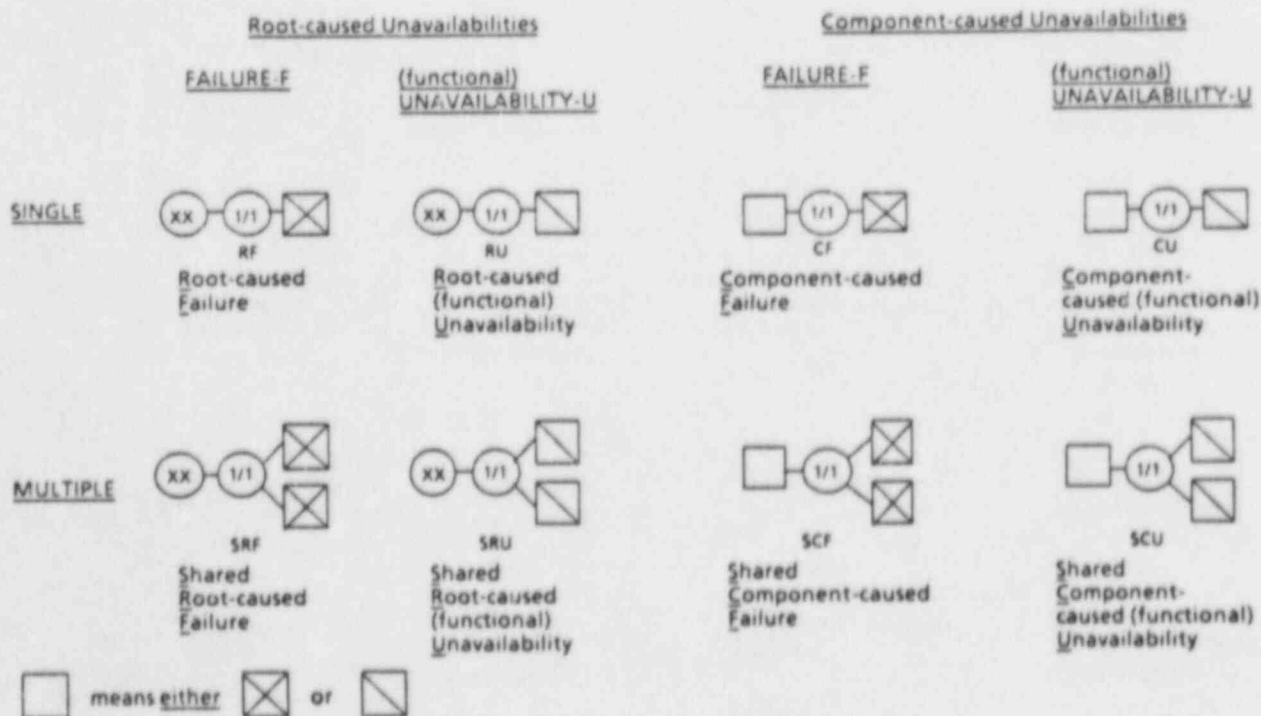 Root-caused Unavailabilities
Component-caused Unavailabilities
FAILURE-F
(functional)
UNAVAILABILITY-U
FAILURE-F
(functional)
UNAVAILABILITY-U
SINGLE
XX 1/1
XX 1/1
1/1
1/1
RF
RU
CF
CU
Root-caused
Failure
Root-caused
(functional)
Unavailability
Component-caused
Failure
Component-
caused (functional)
Unavailability
MULTIPLE
XX 1/1
XX 1/1
1/1
1/1
SRF
SRU
SCF
SCU
Shared
Root-caused
Failure
Shared
Root-caused
(functional)
Unavailability
Shared
Component-caused
Failure
Shared
Component-
caused (functional)
Unavailability
means either or